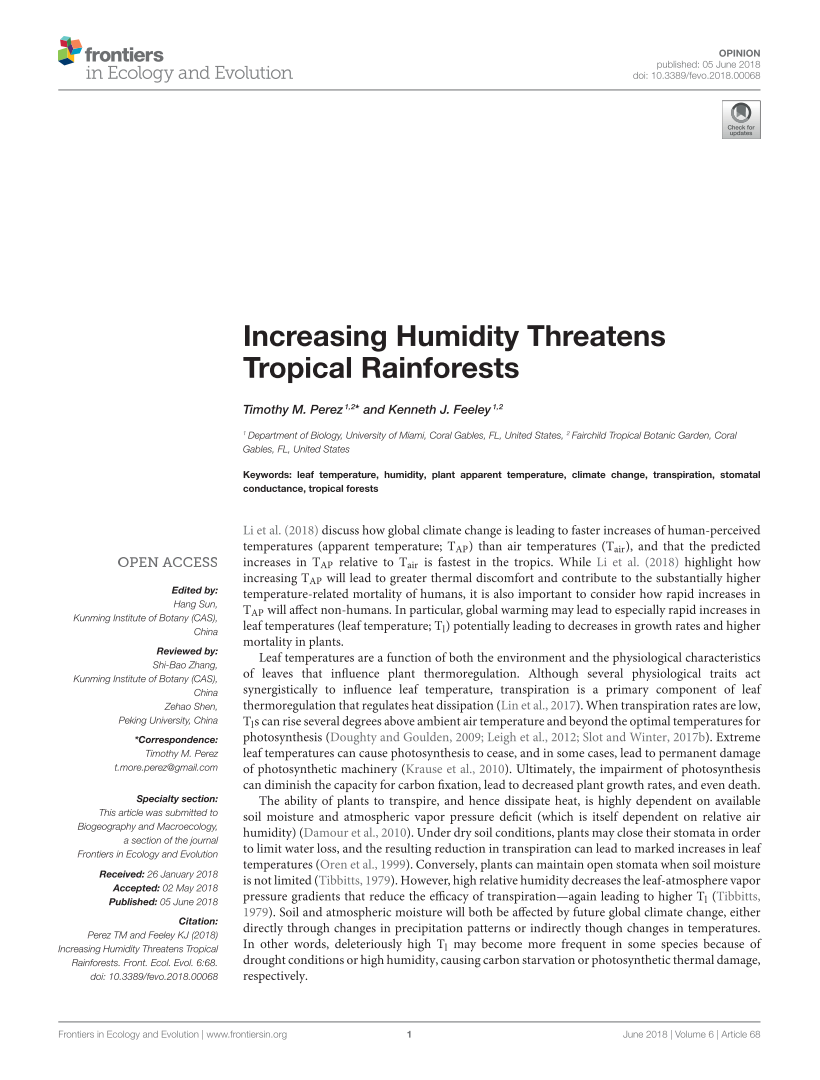 frontiers
in Ecology and Evolution
OPINION
published: 05 June 2018
doi: 10.3389/fevo.2018.00068
Check for
updates
Increasing Humidity Threatens
Tropical Rainforests
Timothy M. Perez 1,2* and Kenneth J. Feeley 1,2
1 Department of Biology, University of Miami, Coral Gables, FL, United States, 2 Fairchild Tropical Botanic Garden, Coral
Gables, FL, United States
Keywords: leaf temperature, humidity, plant apparent temperature, climate change, transpiration, stomatal
conductance, tropical forests
OPEN ACCESS
Edited by:
Hang Sun,
Kunming Institute of Botany (CAS),
China
Reviewed by:
Shi-Bao Zhang,
Kunming Institute of Botany (CAS),
China
Zehao Shen,
Peking University, China
*Correspondence:
Timothy M. Perez
t.more.perez@gmail.com
Specialty section:
This article was submitted to
Biogeography and Macroecology,
a section of the journal
Frontiers in Ecology and Evolution
Received: 26 January 2018
Accepted: 02 May 2018
Published: 05 June 2018
Citation:
Perez TM and Feeley KJ (2018)
Increasing Humidity Threatens Tropical
Rainforests. Front. Ecol. Evol. 6:68.
doi: 10.3389/fevo.2018.00068
Li et al. (2018) discuss how global climate change is leading to faster increases of human-perceived
temperatures (apparent temperature; TAP) than air temperatures (Tair), and that the predicted
increases in TAP relative to Tair is fastest in the tropics. While Li et al. (2018) highlight how
increasing TAP will lead to greater thermal discomfort and contribute to the substantially higher
temperature-related mortality of humans, it is also important to consider how rapid increases in
TAP will affect non-humans. In particular, global warming may lead to especially rapid increases in
leaf temperatures (leaf temperature; Tl) potentially leading to decreases in growth rates and higher
mortality in plants.
Leaf temperatures are a function of both the environment and the physiological characteristics
of leaves that influence plant thermoregulation. Although several physiological traits act
synergistically to influence leaf temperature, transpiration is a primary component of leaf
thermoregulation that regulates heat dissipation (Lin et al., 2017). When transpiration rates are low,
Tls can rise several degrees above ambient air temperature and beyond the optimal temperatures for
photosynthesis (Doughty and Goulden, 2009; Leigh et al., 2012; Slot and Winter, 2017b). Extreme
leaf temperatures can cause photosynthesis to cease, and in some cases, lead to permanent damage
of photosynthetic machinery (Krause et al., 2010). Ultimately, the impairment of photosynthesis
can diminish the capacity for carbon fixation, lead to decreased plant growth rates, and even death.
The ability of plants to transpire, and hence dissipate heat, is highly dependent on available
soil moisture and atmospheric vapor pressure deficit (which is itself dependent on relative air
humidity) (Damour et al., 2010). Under dry soil conditions, plants may close their stomata in order
to limit water loss, and the resulting reduction in transpiration can lead to marked increases in leaf
temperatures (Oren et al., 1999). Conversely, plants can maintain open stomata when soil moisture
is not limited (Tibbitts, 1979). However, high relative humidity decreases the leaf-atmosphere vapor
pressure gradients that reduce the efficacy of transpiration—again leading to higher Tl (Tibbitts,
1979). Soil and atmospheric moisture will both be affected by future global climate change, either
directly through changes in precipitation patterns or indirectly though changes in temperatures.
In other words, deleteriously high Tl may become more frequent in some species because of
drought conditions or high humidity, causing carbon starvation or photosynthetic thermal damage,
respectively.
Frontiers in Ecology and Evolution | www.frontiersin.org
1
June 2018 | Volume 6 | Article 68